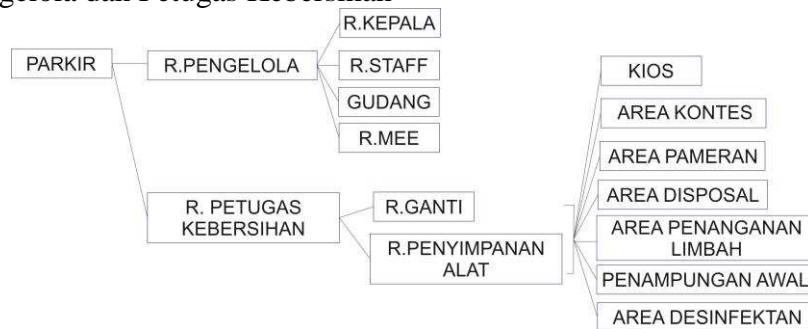 gelola dan Petugas Kebersihan
R.KEPALA
PARKIR
R.PENGELOLA
R.STAFF
GUDANG
R.MEE
R. PETUGAS
KEBERSIHAN
R.GANTI
R.PENYIMPANAN
ALAT
KIOS
AREA KONTES
AREA PAMERAN
AREA DISPOSAL
AREA PENANGANAN
LIMBAH
PENAMPUNGAN AWAL
AREA DESINFEKTAN